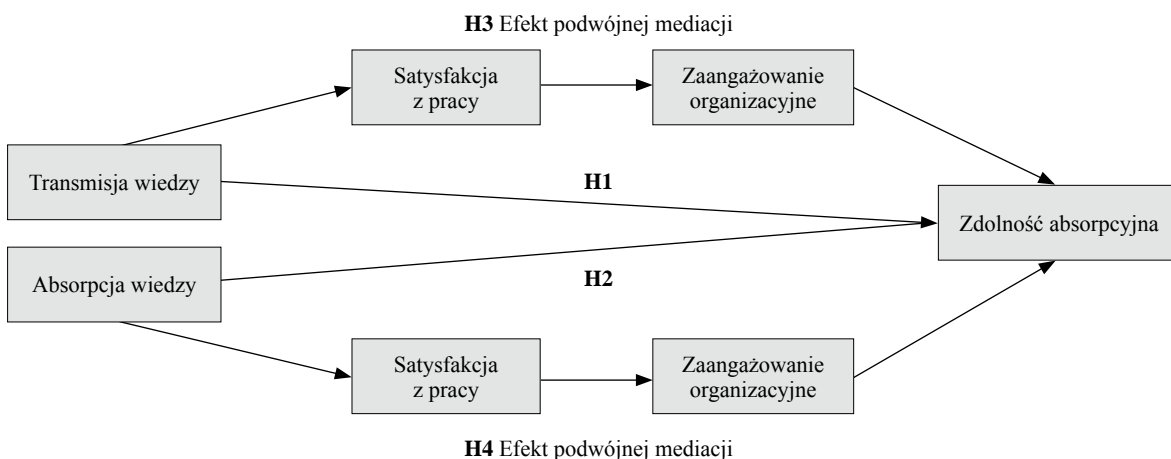 H3 Efekt podwójnej mediacji
Satysfakcja
z pracy
Zaangażowanie
organizacyjne
Transmisja wiedzy
H1
Zdolność absorpcyjna
Absorpcja wiedzy
H2
Satysfakcja
z pracy
Zaangażowanie
organizacyjne
H4 Efekt podwójnej mediacji